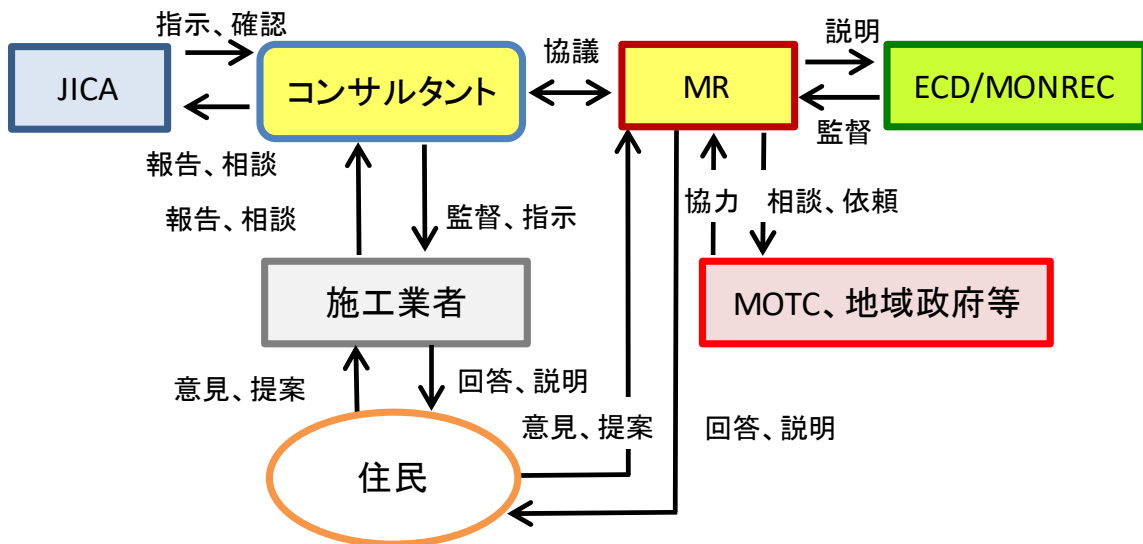 指示、確認
説明
協議
JICA
コンサルタント
MR
ECD/MONREC
監督
報告、相談
協力
相談、依頼
報告、相談
監督、指示
施工業者
MOTC、地域政府等
意見、提案
回答、説明
意見、提案
回答、説明
住民